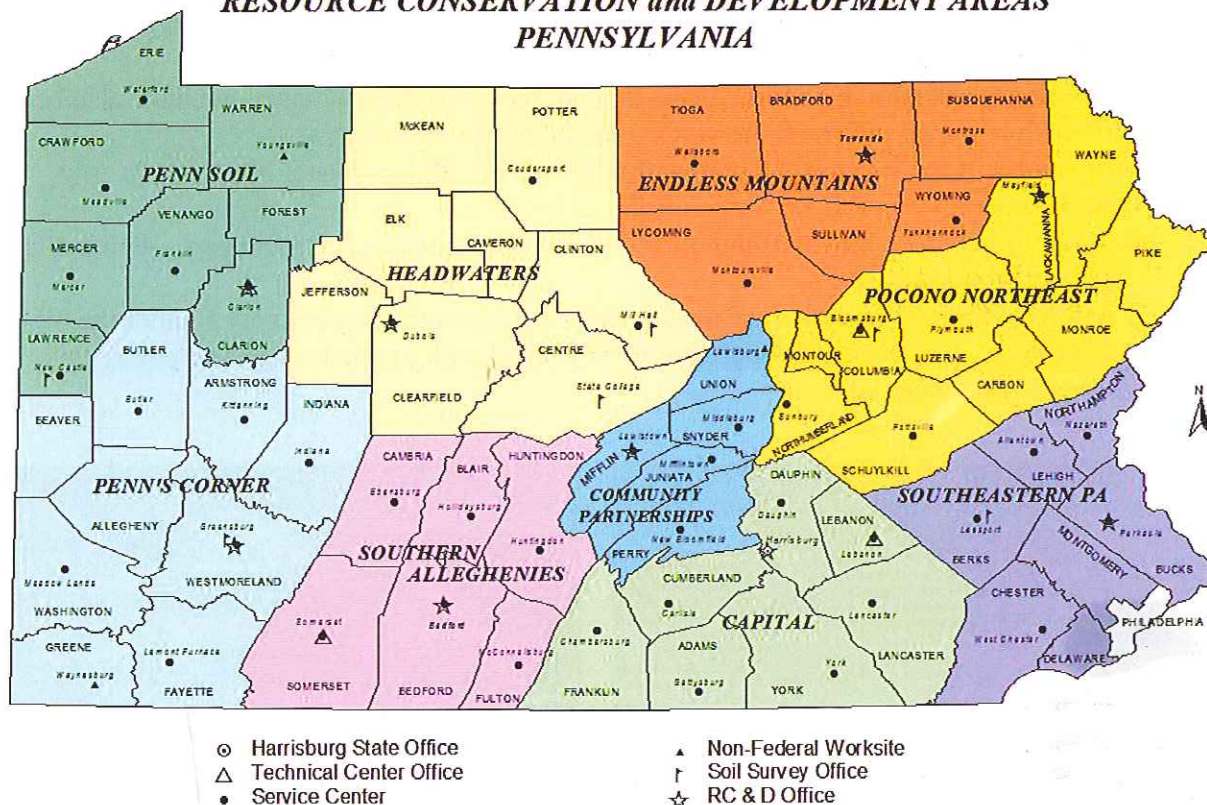 RESOURCE CONSERVATION and DEVELOPMENT AREAS
PENNSYLVANIA
ERIE
Waterford
WARREN
Youngsville
CRAWFORD
Meadville
PENN SOIL
VENANGO
Franklin
FOREST
MERCER
Mercer
Clarion
CLARION
LAWRENCE
New Castle
McKEAN
POTTER
Coudersport
ELK
CAMERON
CLINTON
HEADWATERS
JEFFERSON
Dubois
Mill Hall
CENTRE
State College
CLEARFIELD
TIOGA
Wellsboro
BRADFORD
Towanda
SUSQUEHANNA
Montrose
ENDLESS MOUNTAINS
WYOMING
Tunkhannock
LYCOMING
SULLIVAN
Montoursville
WAYNE
Mayfield
LACKAWANNA
PIKE
POCONO NORTHEAST
Bloomsburg
Plymouth
MONROE
MONTOUR
COLUMBIA
LUZERNE
CARBON
Sunbury
NORTHUMBERLAND
Pottsville
SCHUYLKILL
BUTLER
Butler
ARMSTRONG
Kittanning
INDIANA
Indiana
BEAVER
PENN'S CORNER
ALLEGHENY
Greensburg
WESTMORELAND
Meadow Lands
WASHINGTON
GREENE
Waynesburg
Lemont Furnace
FAYETTE
CAMBRIA
Ebensburg
BLAIR
Hollidaysburg
HUNTINGDON
Huntingdon
SOUTHERN
ALLEGHENIES
Somerset
SOMERSET
Bedford
BEDFORD
McConnellsburg
FULTON
Lewisburg
UNION
Middleburg
SNYDER
Lewistown
MIFFLIN
Mifflintown
JUNIATA
COMMUNITY
PARTNERSHIPS
New Bloomfield
PERRY
DAUPHIN
Dauphin
Harrisburg
LEBANON
Lebanon
CUMBERLAND
Carlisle
CAPITAL
Lancaster
LANCASTER
Chambersburg
FRANKLIN
ADAMS
Gettysburg
York
YORK
NORTHAMPTON
Nazareth
Allentown
LEHIGH
SOUTHEASTERN PA
Leesport
BERKS
MONTGOMERY
Perkasie
BUCKS
CHESTER
West Chester
PHILADELPHIA
DELAWARE
N
Harrisburg State Office
Technical Center Office
Service Center
Non-Federal Worksite
Soil Survey Office
RC & D Office